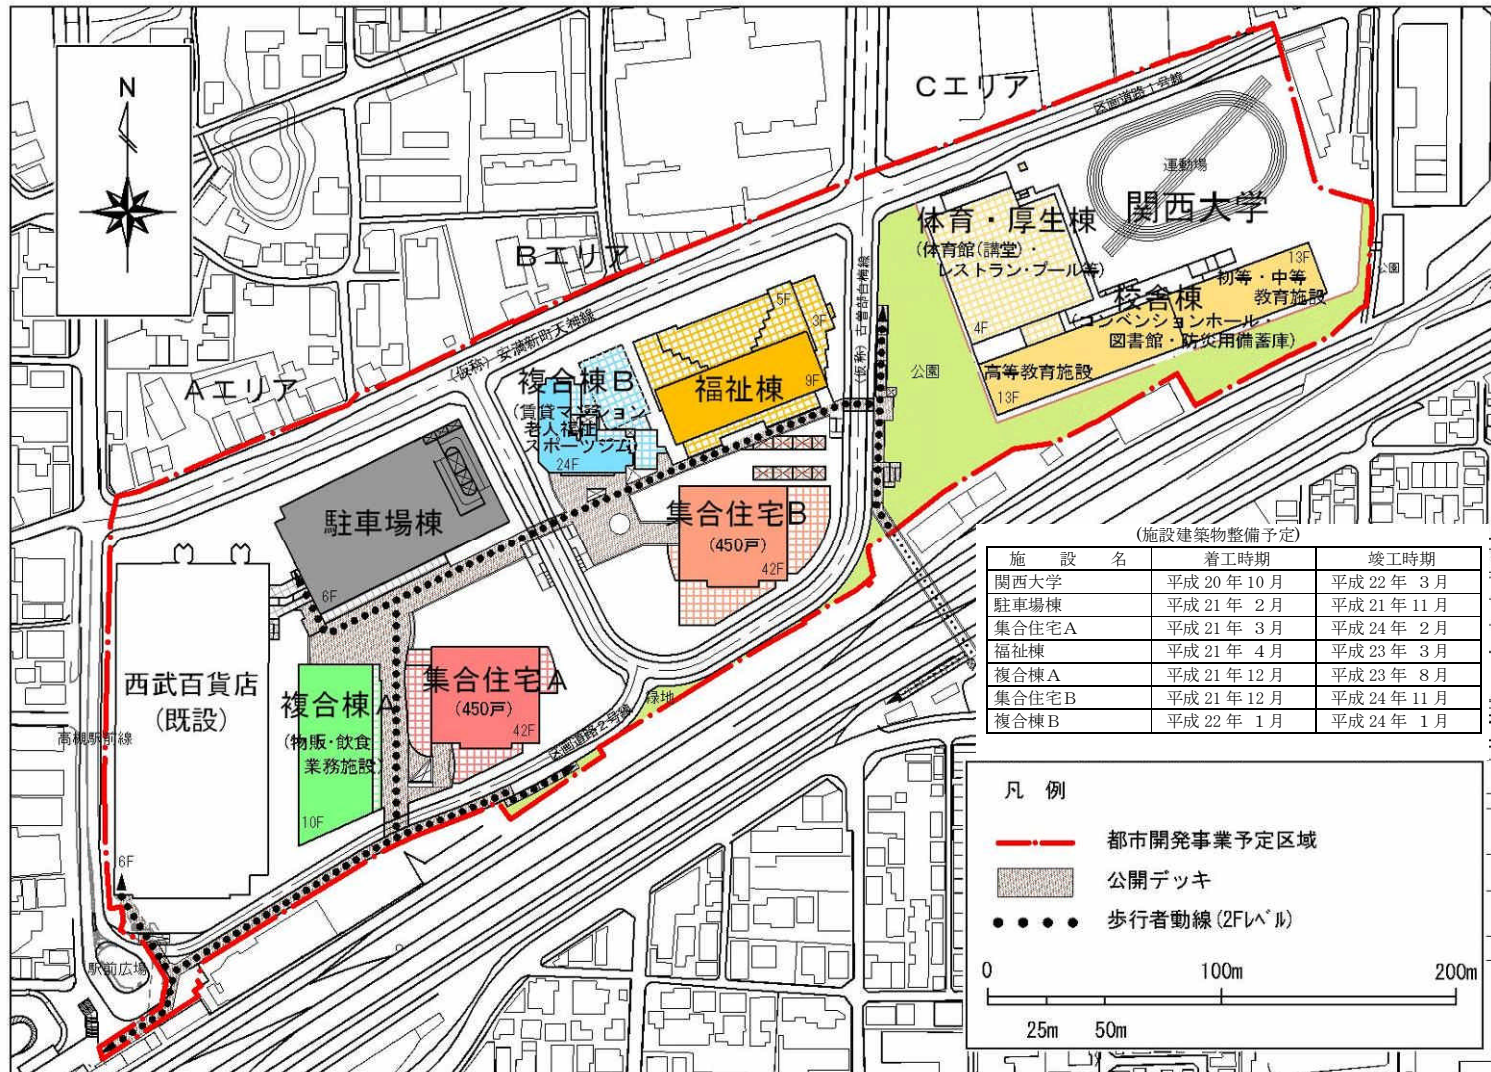 N
Cエリア
区画道路1号線
運動場
関西大学
体育・厚生棟
(体育館(講堂)・
レストラン・プール等)
4F
13F
初等・中等
教育施設
校舎棟
(コンベンションホール・
図書館・防災用備蓄庫)
高等教育施設
13F
公園
公園
Bエリア
(仮称)安満新町天神線
(仮称)古曽部白梅線
5F
3F
福祉棟
9F
複合棟B
(賃貸マンション
老人福祉
スポーツジム)
24F
Aエリア
駐車場棟
6F
集合住宅B
(450戸)
42F
西武百貨店
(既設)
6F
高槻駅前線
複合棟A
(物販・飲食
業務施設)
10F
集合住宅A
(450戸)
42F
緑地
区画道路2号線
駅前広場
(施設建築物整備予定)
施 設 名 着工時期 竣工時期
関西大学 平成20年10月 平成22年 3月
駐車場棟 平成21年 2月 平成21年11月
集合住宅A 平成21年 3月 平成24年 2月
福祉棟 平成21年 4月 平成23年 3月
複合棟A 平成21年12月 平成23年 8月
集合住宅B 平成21年12月 平成24年11月
複合棟B 平成22年 1月 平成24年 1月
凡 例
都市開発事業予定区域
公開デッキ
歩行者動線(2Fレベル)
0 100m 200m
25m 50m